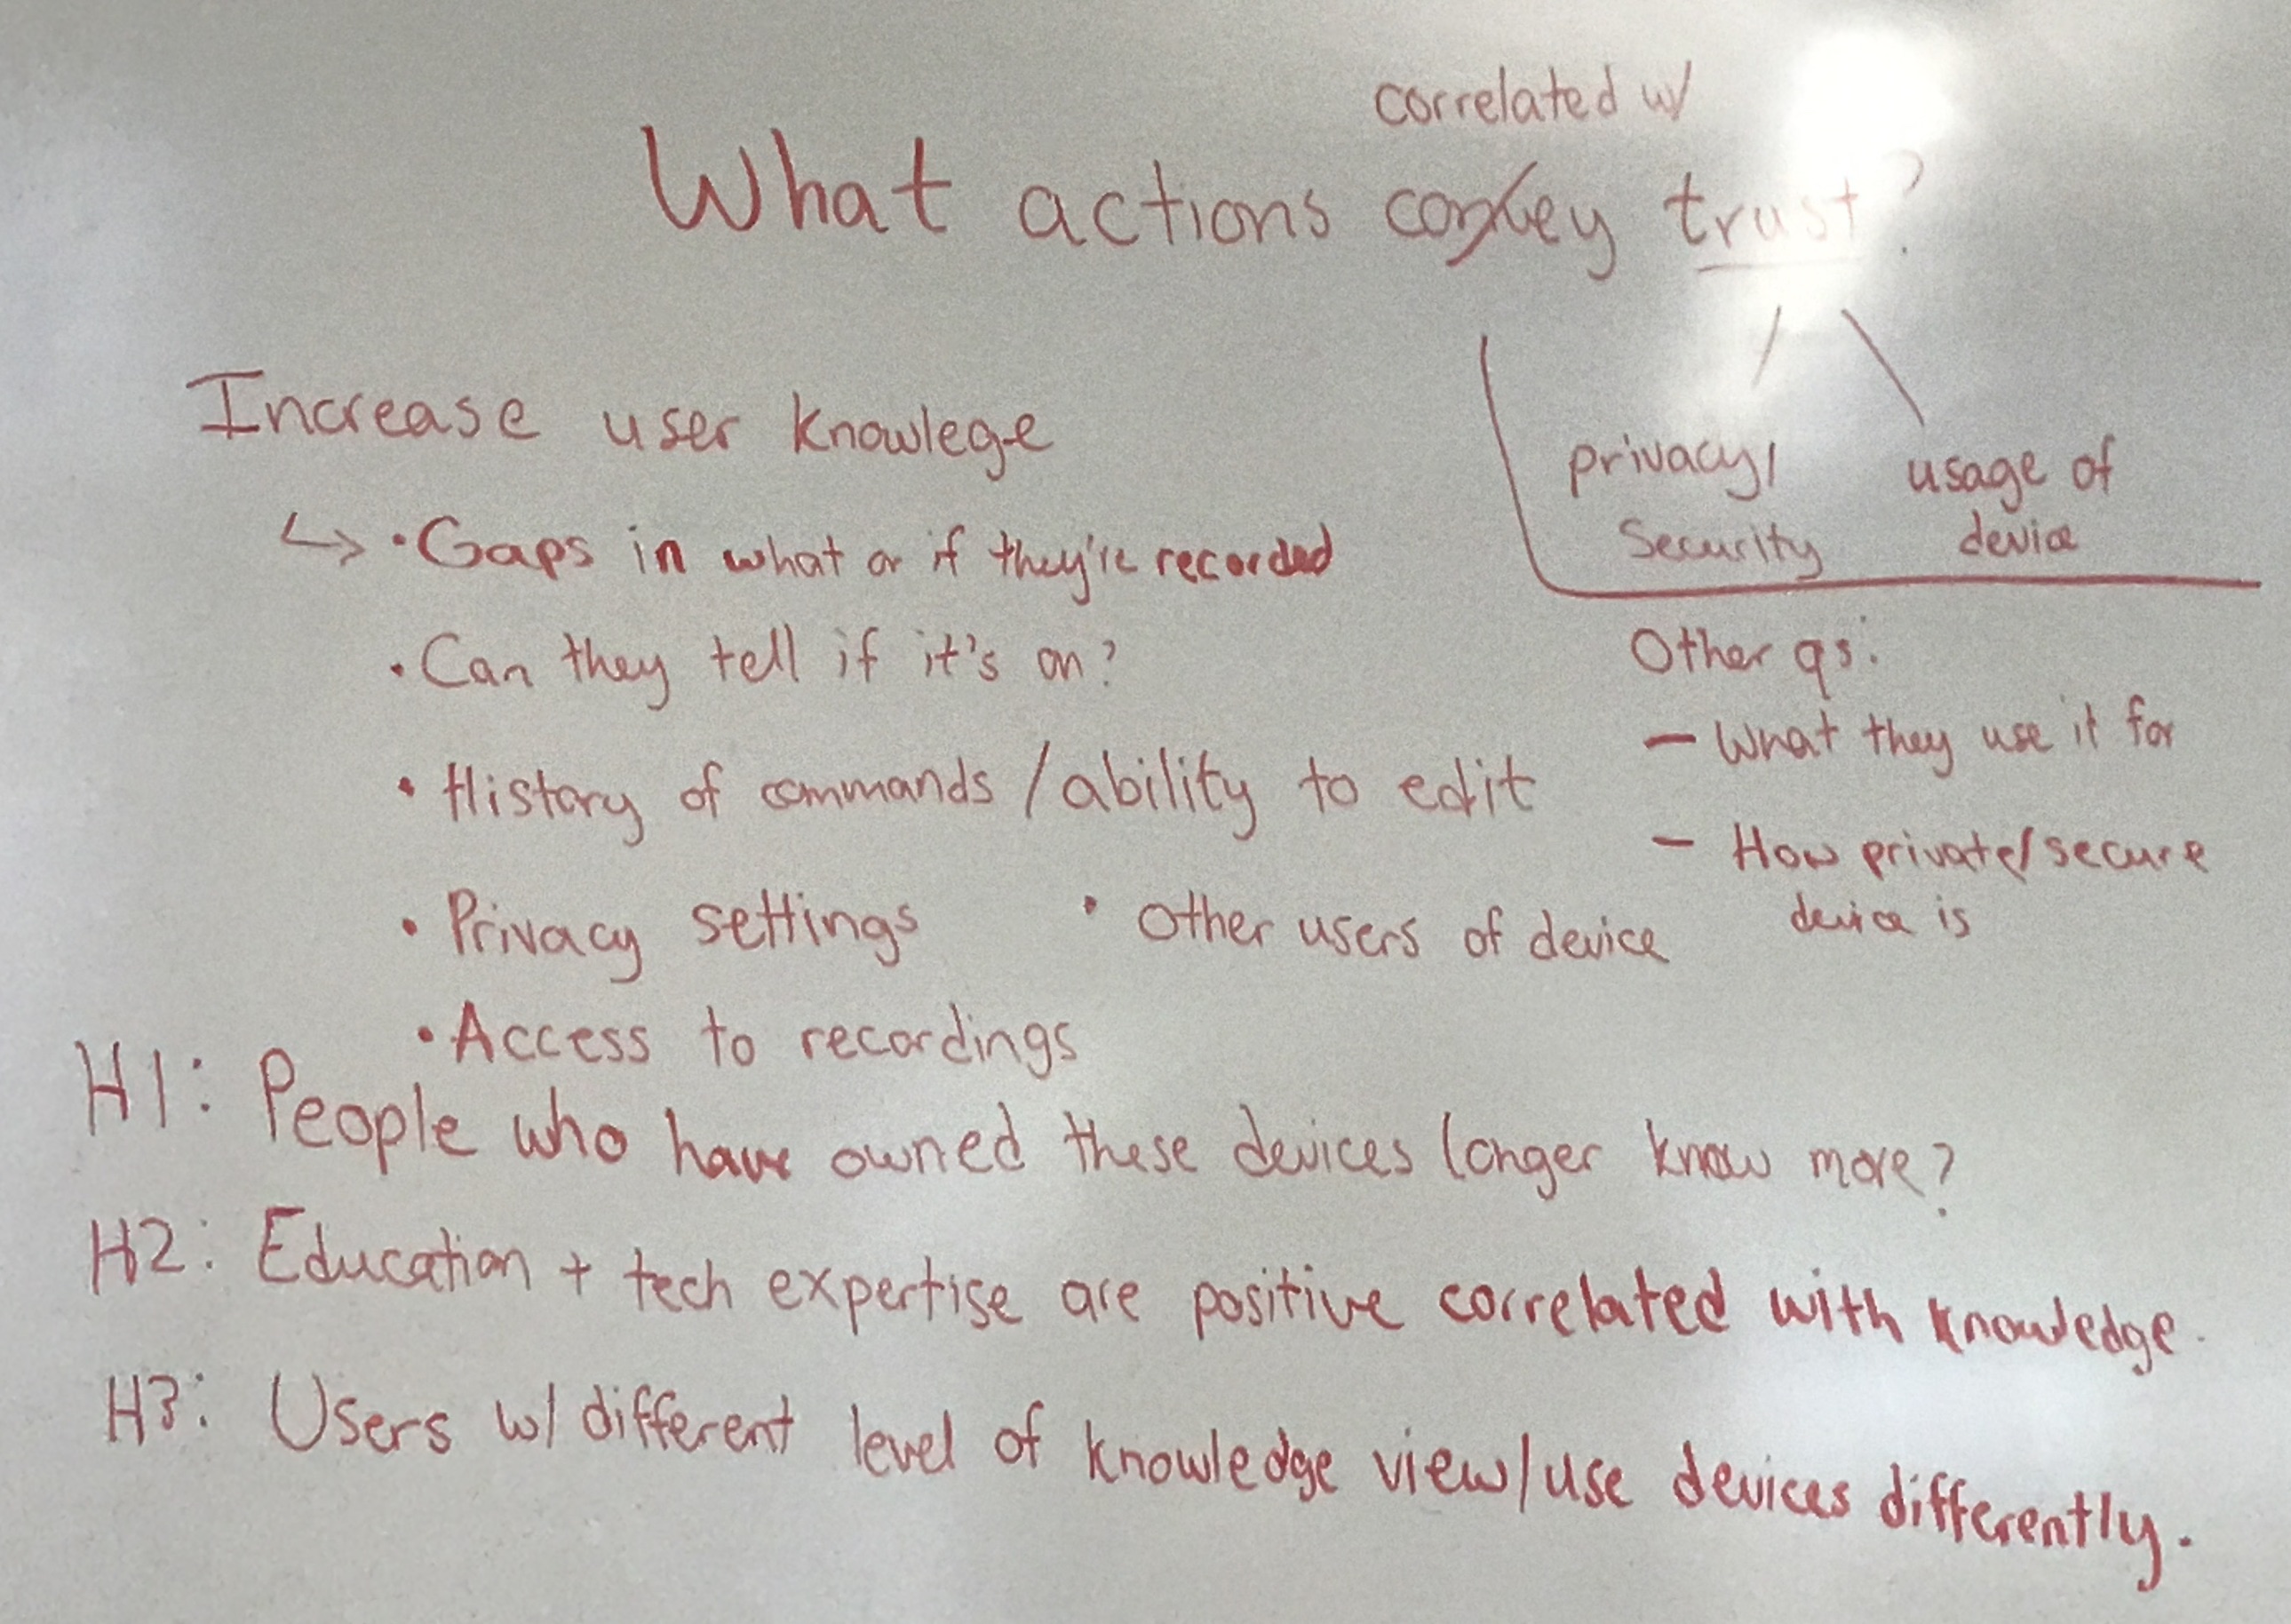 correlated w/
What actions convey trust?
privacy/
security
usage of
device
Increase user knowlege
↳ • Gaps in what or if they're recorded
• Can they tell if it's on?
• History of commands / ability to edit
• Privacy settings
• Other users of device
• Access to recordings
Other qs:
— What they use it for
— How private/secure
device is
H1: People who have owned these devices longer know more?
H2: Education + tech expertise are positive correlated with knowledge.
H3: Users w/ different level of knowledge view/use devices differently.